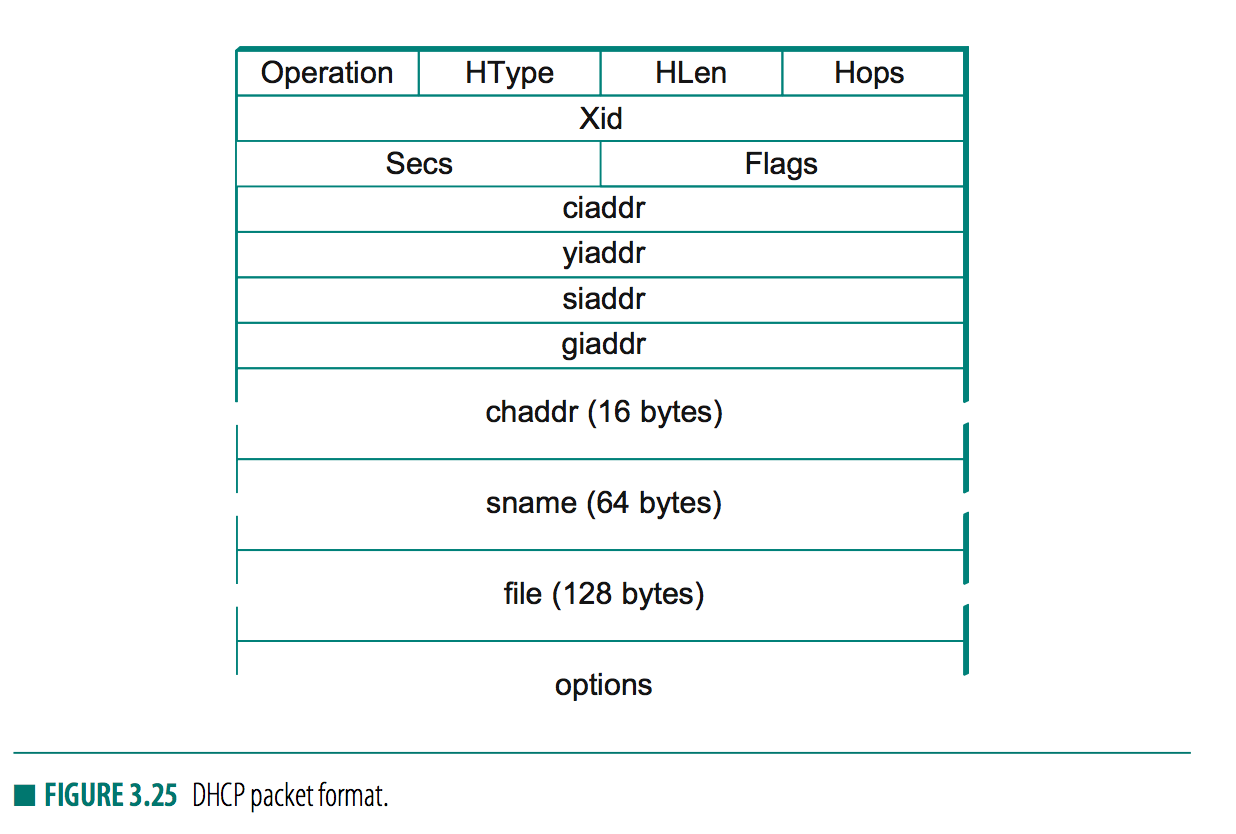 Operation HType HLen Hops
Xid
Secs Flags
ciaddr
yiaddr
siaddr
giaddr
chaddr (16 bytes)
sname (64 bytes)
file (128 bytes)
options
FIGURE 3.25 DHCP packet format.